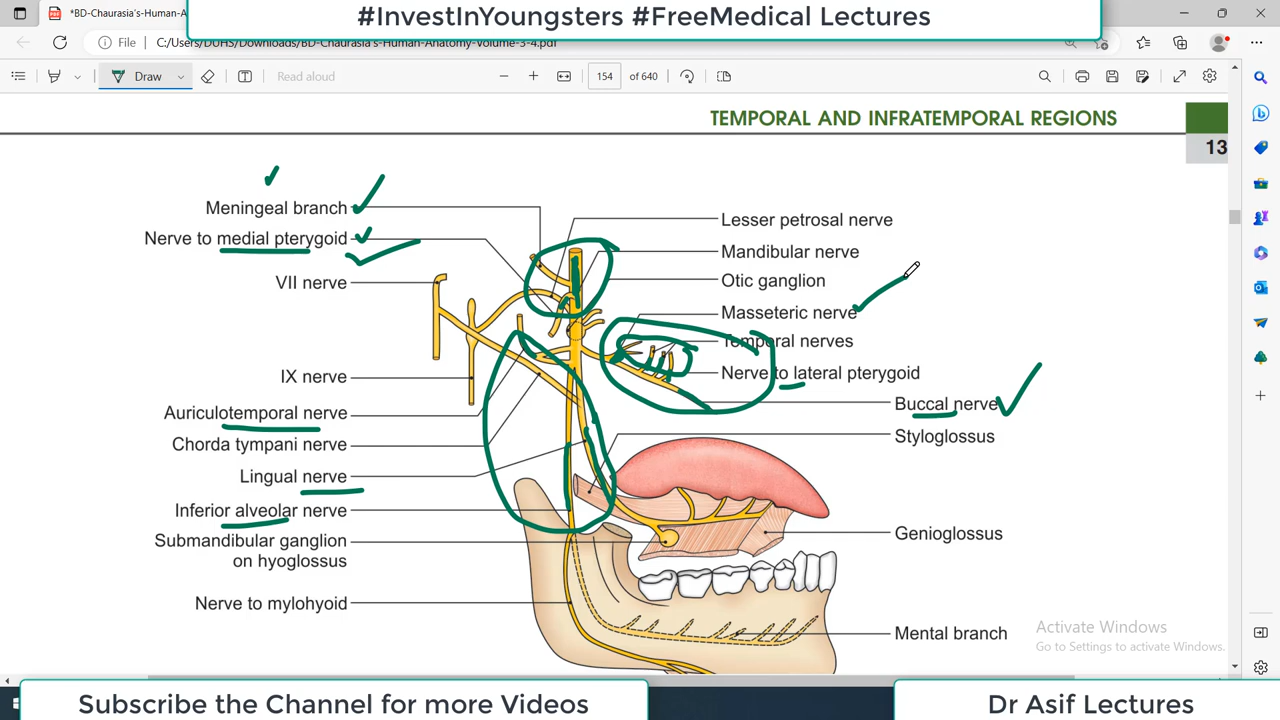 #InvestInYoungsters #FreeMedical Lectures
*BD-Chaurasia's-Human-A
File
C:/Users/DUHS/Downloads/BD-Chaurasia's-Human-Anatomy-Volume-3-4.pdf
Draw
Read aloud
154
of 640
TEMPORAL AND INFRATEMPORAL REGIONS
13
Meningeal branch
Nerve to medial pterygoid
VII nerve
IX nerve
Auriculotemporal nerve
Chorda tympani nerve
Lingual nerve
Inferior alveolar nerve
Submandibular ganglion
on hyoglossus
Nerve to mylohyoid
Lesser petrosal nerve
Mandibular nerve
Otic ganglion
Masseteric nerve
Temporal nerves
Nerve to lateral pterygoid
Buccal nerve
Styloglossus
Genioglossus
Mental branch
Activate Windows
Go to Settings to activate Windows.
Subscribe the Channel for more Videos
Dr Asif Lectures